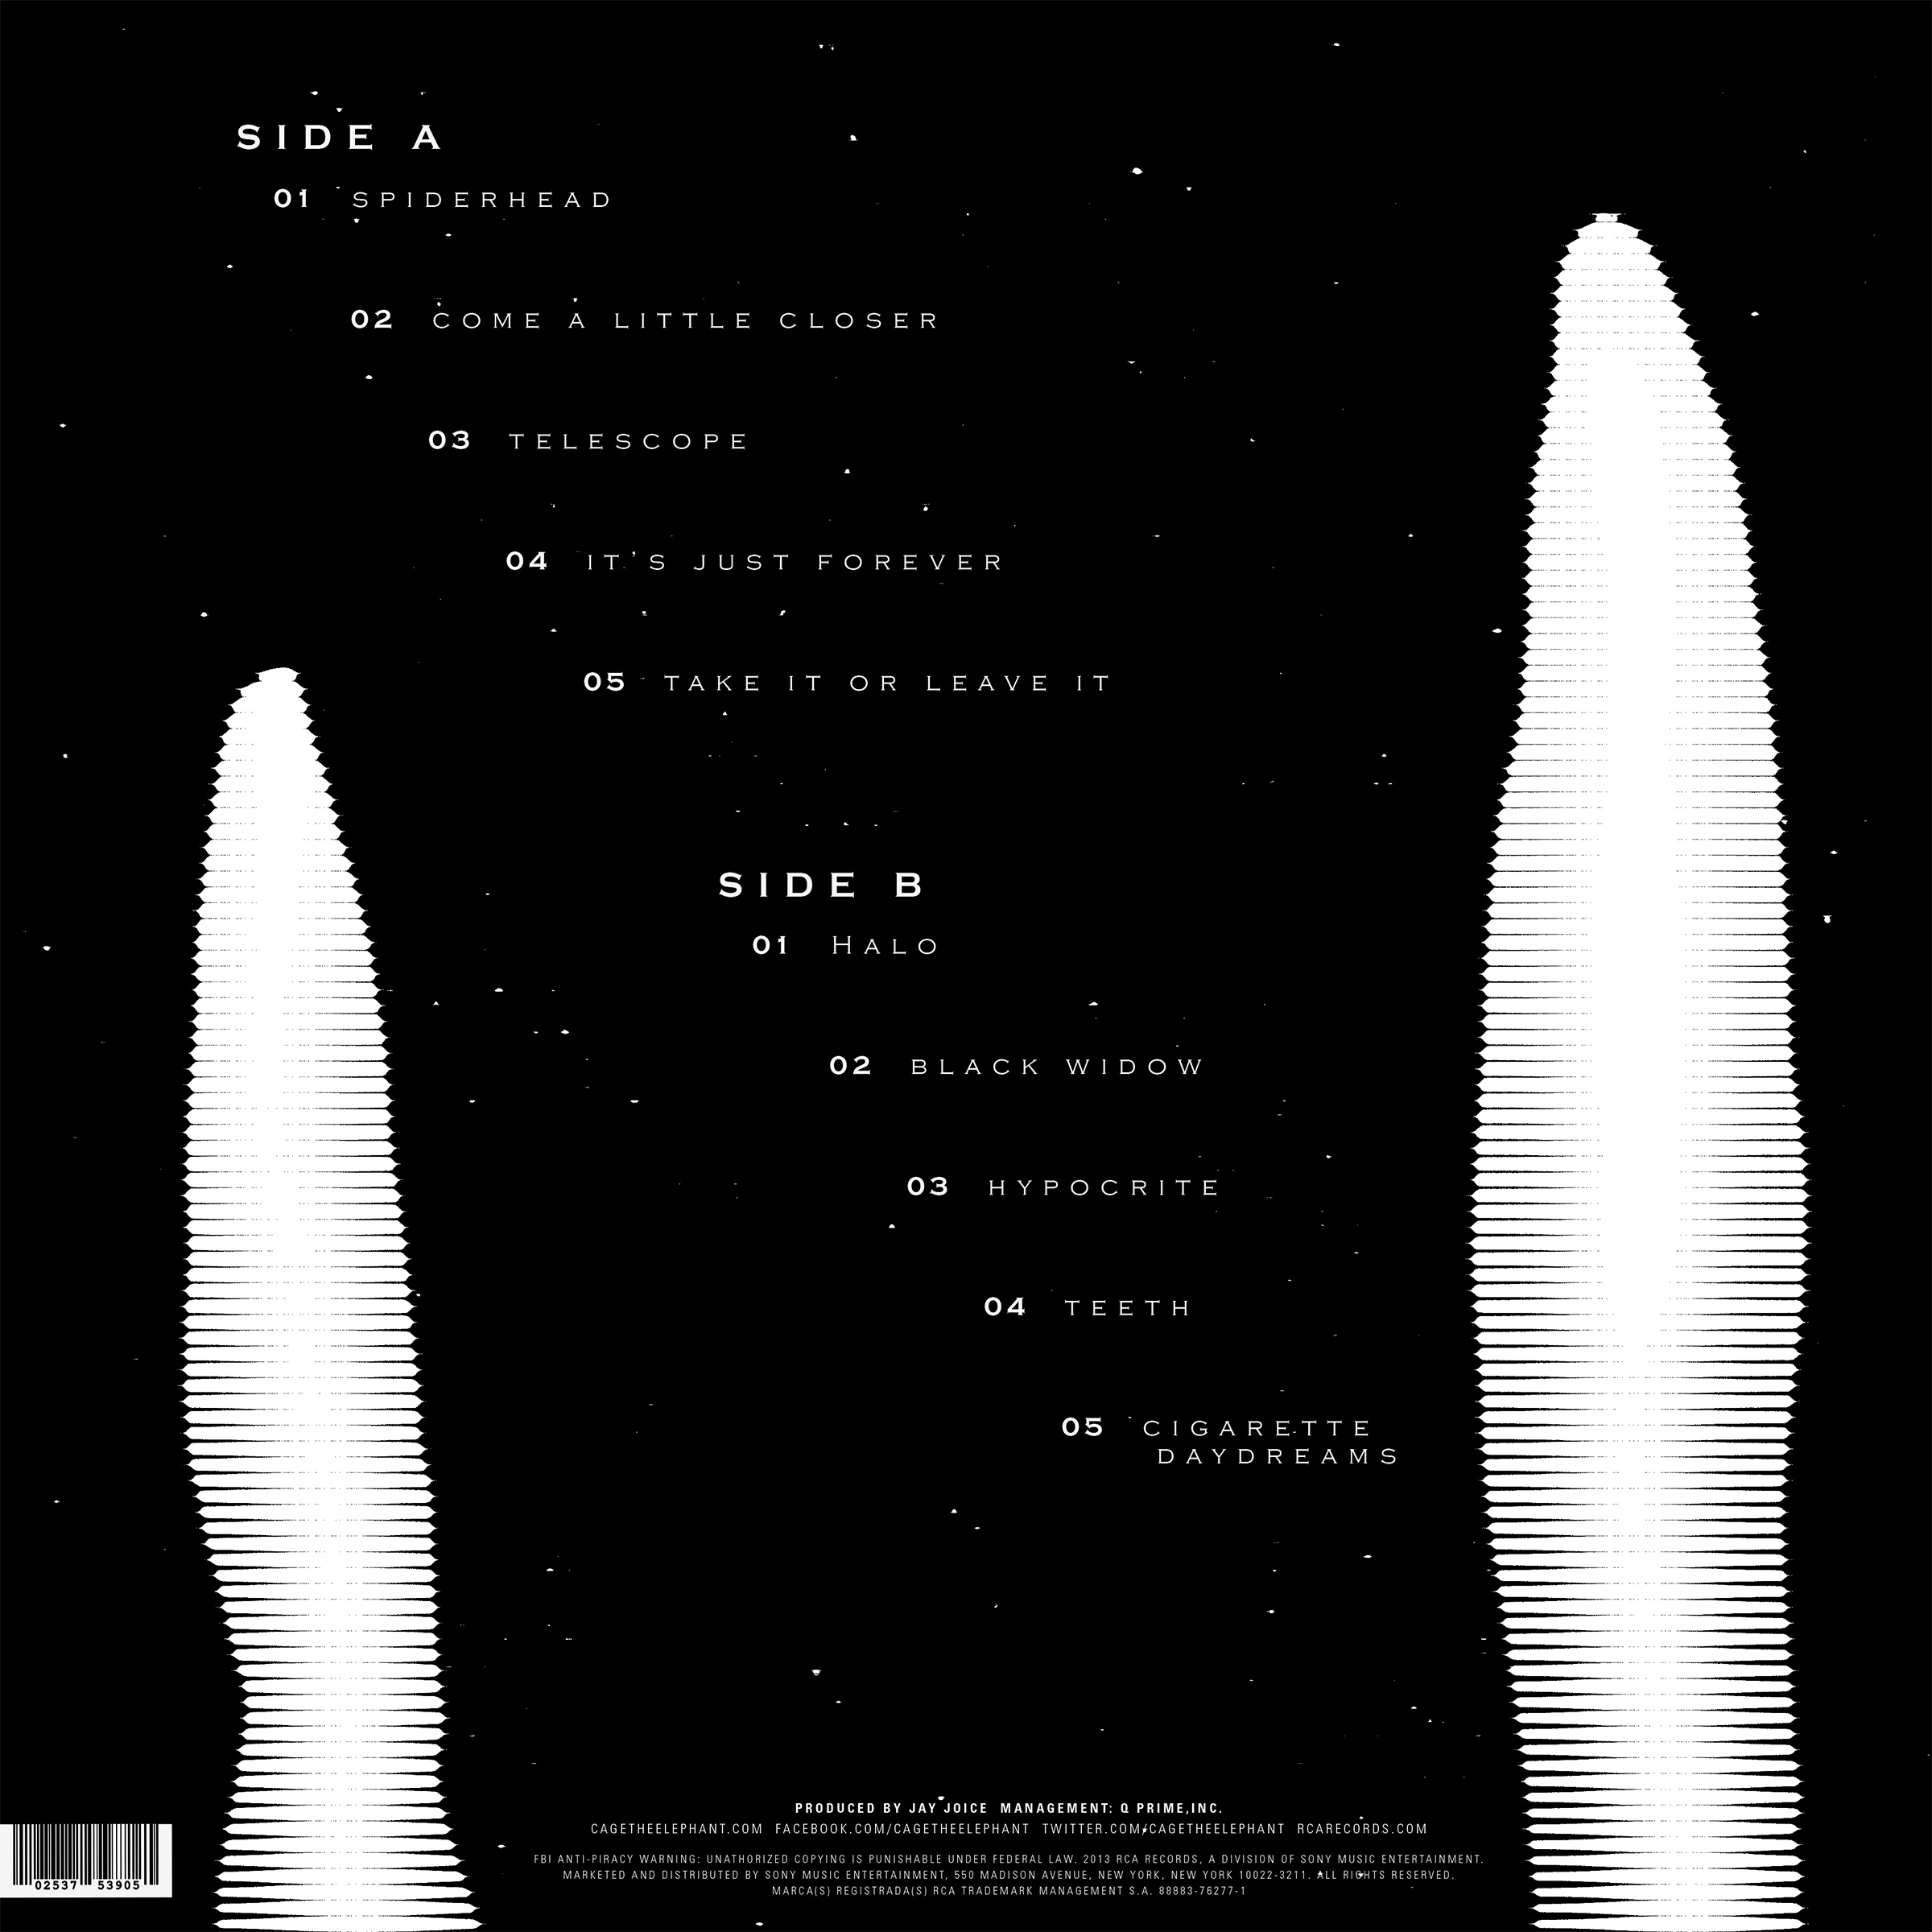 SIDE A
01 SPIDERHEAD
02 COME A LITTLE CLOSER
03 TELESCOPE
04 IT'S JUST FOREVER
05 TAKE IT OR LEAVE IT
SIDE B
01 HALO
02 BLACK WIDOW
03 HYPOCRITE
04 TEETH
05 CIGARETTE
DAYDREAMS
PRODUCED BY JAY JOICE MANAGEMENT: Q PRIME,INC.
CAGETHEELEPHANT.COM FACEBOOK.COM/CAGETHEELEPHANT TWITTER.COM/CAGETHEELEPHANT RCARECORDS.COM
FBI ANTI-PIRACY WARNING: UNATHORIZED COPYING IS PUNISHABLE UNDER FEDERAL LAW. 2013 RCA RECORDS, A DIVISION OF SONY MUSIC ENTERTAINMENT.
MARKETED AND DISTRIBUTED BY SONY MUSIC ENTERTAINMENT, 550 MADISON AVENUE, NEW YORK, NEW YORK 10022-3211. ALL RIGHTS RESERVED.
MARCA(S) REGISTRADA(S) RCA TRADEMARK MANAGEMENT S.A. 88883-76277-1
02537 53905